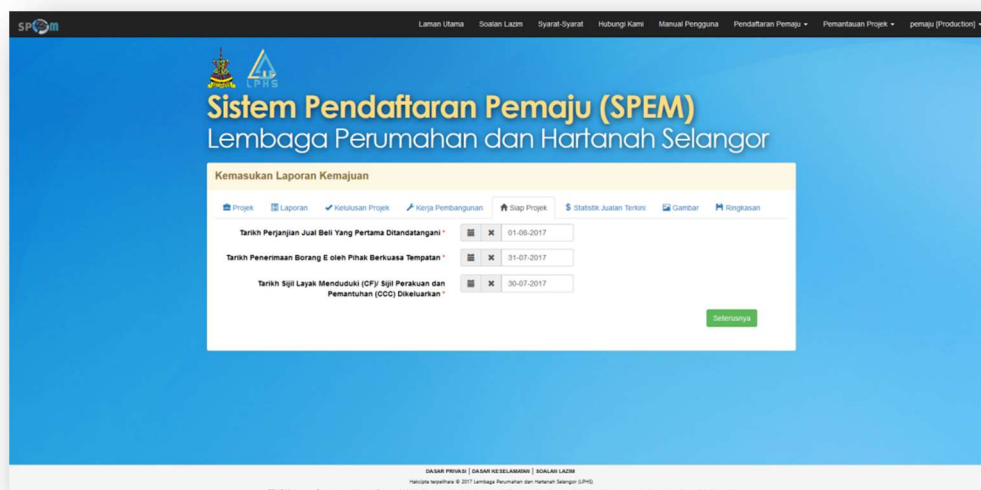 SPEM
Laman Utama Soalan Lazim Syarat-Syarat Hubungi Kami Manual Pengguna Pendaftaran Pemaju Pemantauan Projek pemaju [Production]
LPHS
Sistem Pendaftaran Pemaju (SPEM)
Lembaga Perumahan dan Hartanah Selangor
Kemasukan Laporan Kemajuan
Projek Laporan Kelulusan Projek Kerja Pembangunan Siap Projek $ Statistik Jualan Terkini Gambar Ringkasan
Tarikh Perjanjian Jual Beli Yang Pertama Ditandatangani * 01-06-2017
Tarikh Penerimaan Borang E oleh Pihak Berkuasa Tempatan * 31-07-2017
Tarikh Sijil Layak Menduduki (CF)/ Sijil Perakuan dan
Pemantuhan (CCC) Dikeluarkan * 30-07-2017
Seterusnya
DASAR PRIVASI | DASAR KESELAMATAN | SOALAN LAZIM
Hakcipta terpelihara © 2017 Lembaga Perumahan dan Hartanah Selangor (LPHS)